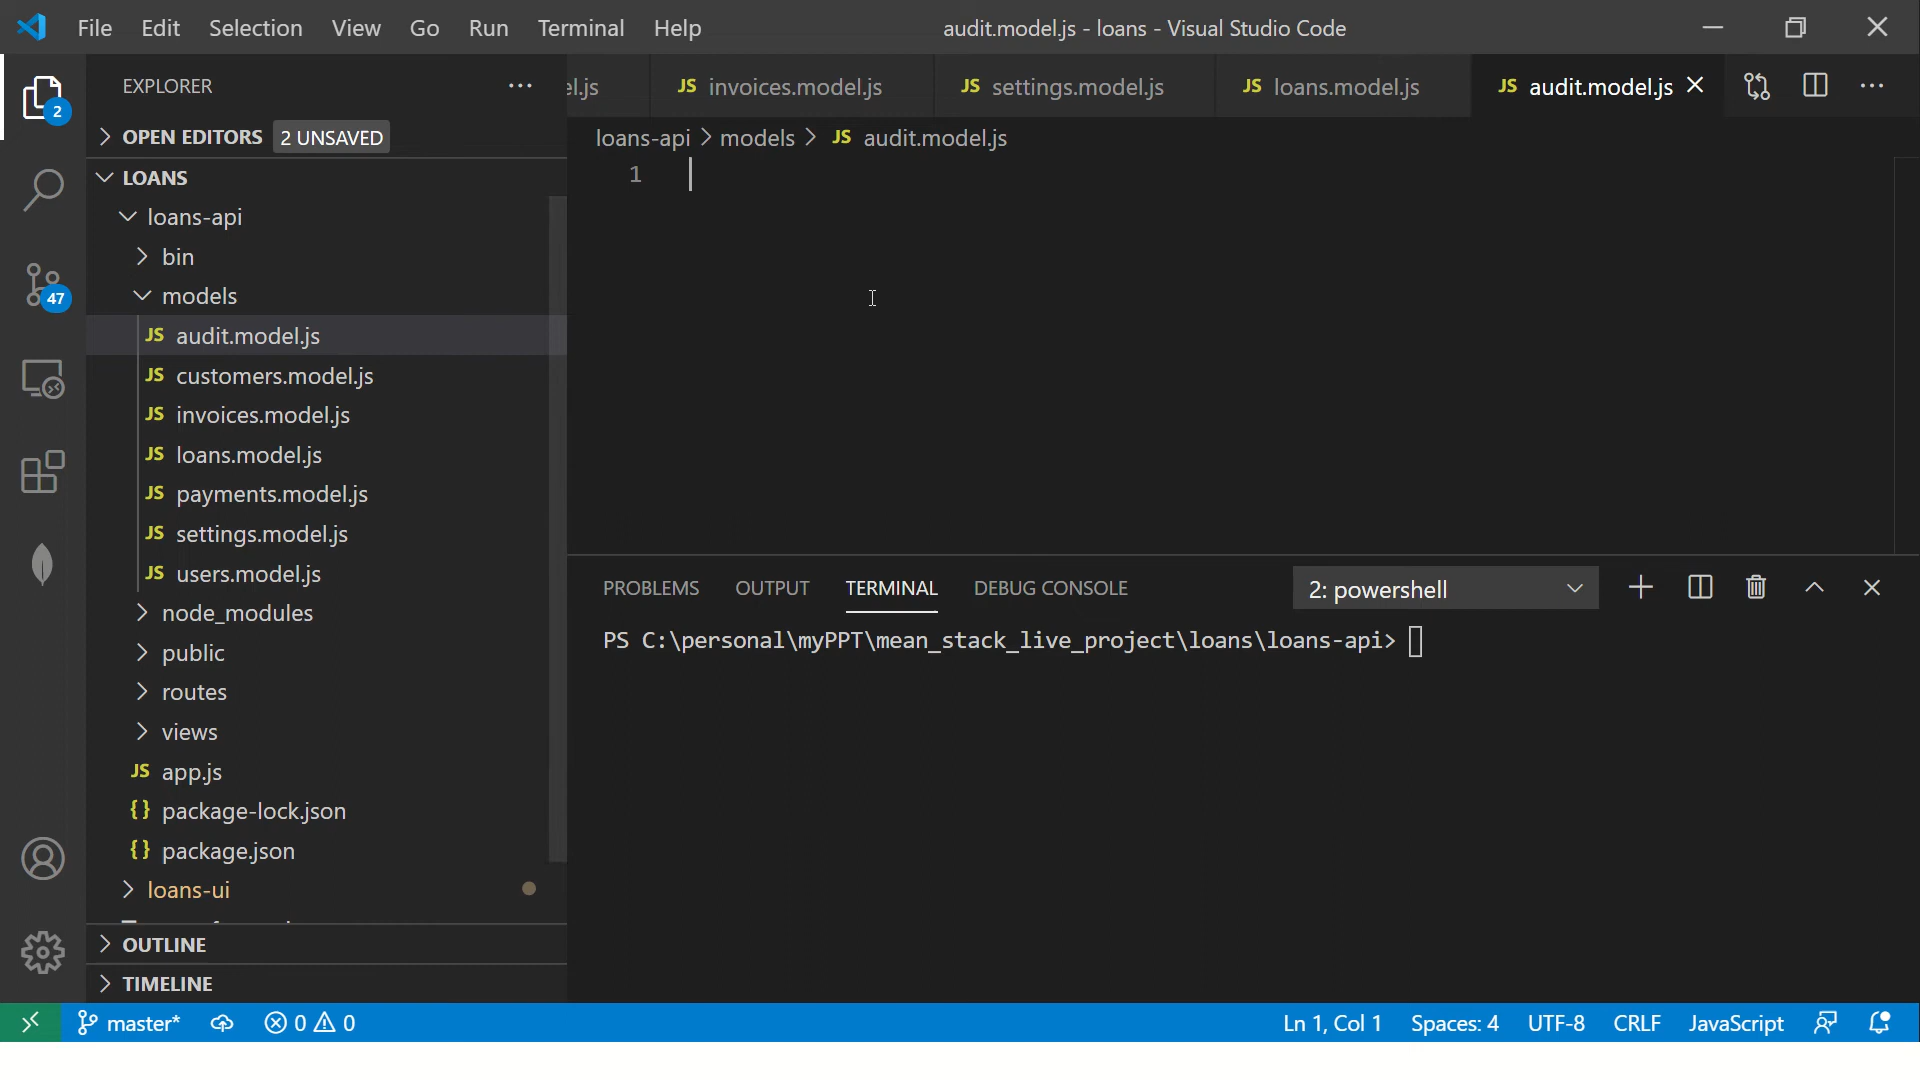 File Edit Selection View Go Run Terminal Help audit.model.js - loans - Visual Studio Code
EXPLORER
OPEN EDITORS 2 UNSAVED
LOANS
loans-api
bin
models
JS audit.model.js
JS customers.model.js
JS invoices.model.js
JS loans.model.js
JS payments.model.js
JS settings.model.js
JS users.model.js
node_modules
public
routes
views
JS app.js
{} package-lock.json
{} package.json
loans-ui
OUTLINE
TIMELINE
2
47
el.js JS invoices.model.js JS settings.model.js JS loans.model.js JS audit.model.js
loans-api > models > JS audit.model.js
1
PROBLEMS OUTPUT TERMINAL DEBUG CONSOLE 2: powershell
PS C:\personal\myPPT\mean_stack_live_project\loans\loans-api>
master* 0 0 Ln 1, Col 1 Spaces: 4 UTF-8 CRLF JavaScript